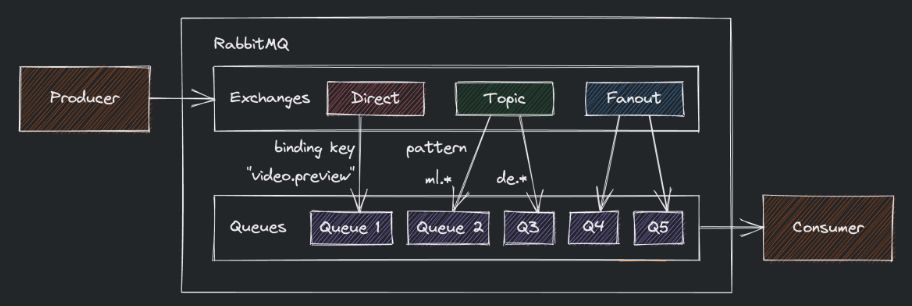 RabbitMQ
Producer
Exchanges
Direct
Topic
Fanout
binding key
"video.preview"
pattern
ml.*
de.*
Queues
Queue 1
Queue 2
Q3
Q4
Q5
Consumer